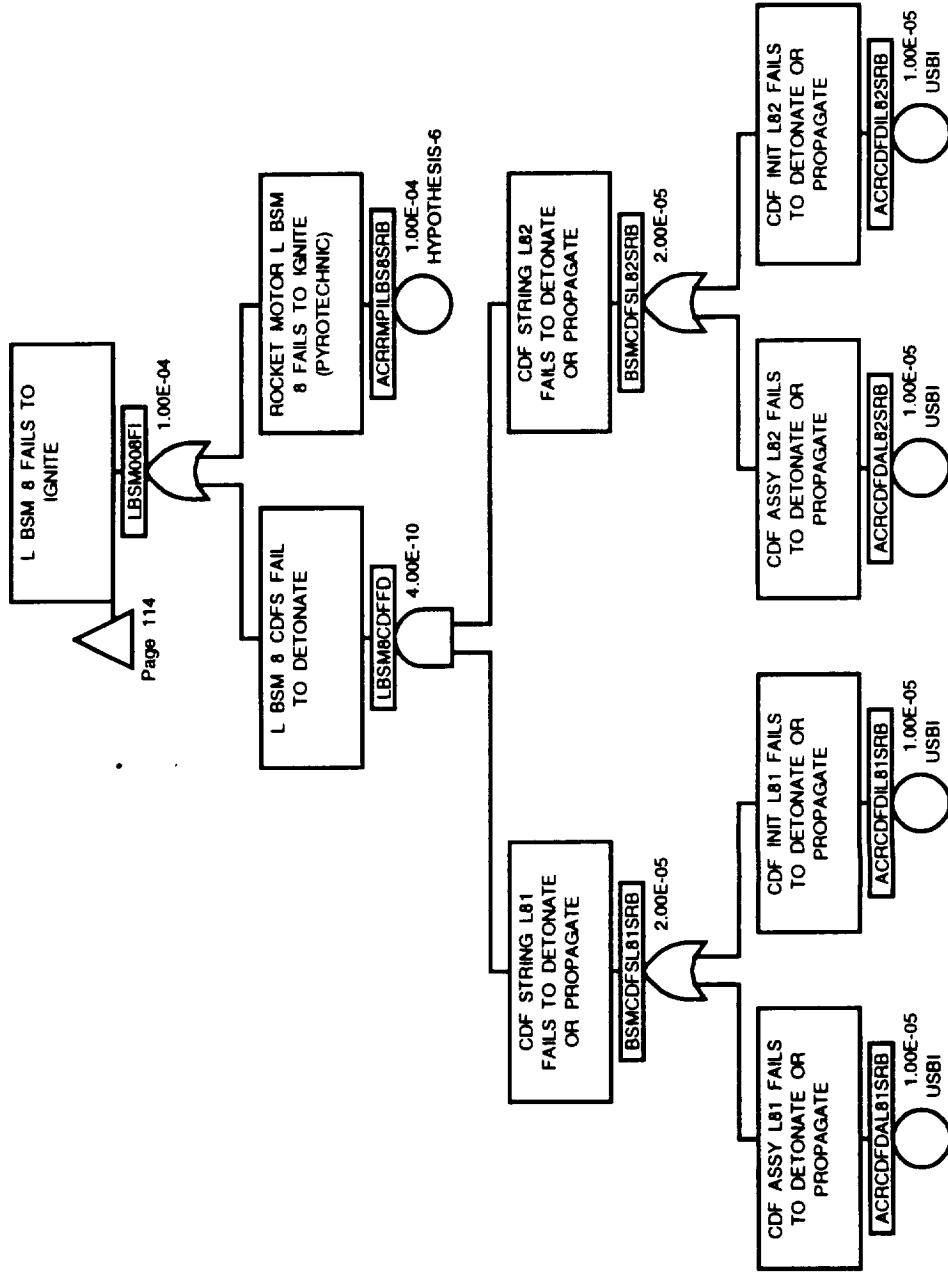 L BSM 8 FAILS TO
IGNITE
LBSM008FI
1.00E-04
Page 114
L BSM 8 CDFS FAIL
TO DETONATE
LBSM8CDFFD
4.00E-10
ROCKET MOTOR L BSM
8 FAILS TO IGNITE
(PYROTECHNIC)
ACRRMPILBS8SRB
1.00E-04
HYPOTHESIS-6
CDF STRING L81
FAILS TO DETONATE
OR PROPAGATE
BSMCDFSL81SRB
2.00E-05
CDF STRING L82
FAILS TO DETONATE
OR PROPAGATE
BSMCDFSL82SRB
2.00E-05
CDF ASSY L81 FAILS
TO DETONATE OR
PROPAGATE
ACRCDFDAL81SRB
1.00E-05
USBI
CDF INIT L81 FAILS
TO DETONATE OR
PROPAGATE
ACRCDFDIL81SRB
1.00E-05
USBI
CDF ASSY L82 FAILS
TO DETONATE OR
PROPAGATE
ACRCDFDAL82SRB
1.00E-05
USBI
CDF INIT L82 FAILS
TO DETONATE OR
PROPAGATE
ACRCDFDIL82SRB
1.00E-05
USBI